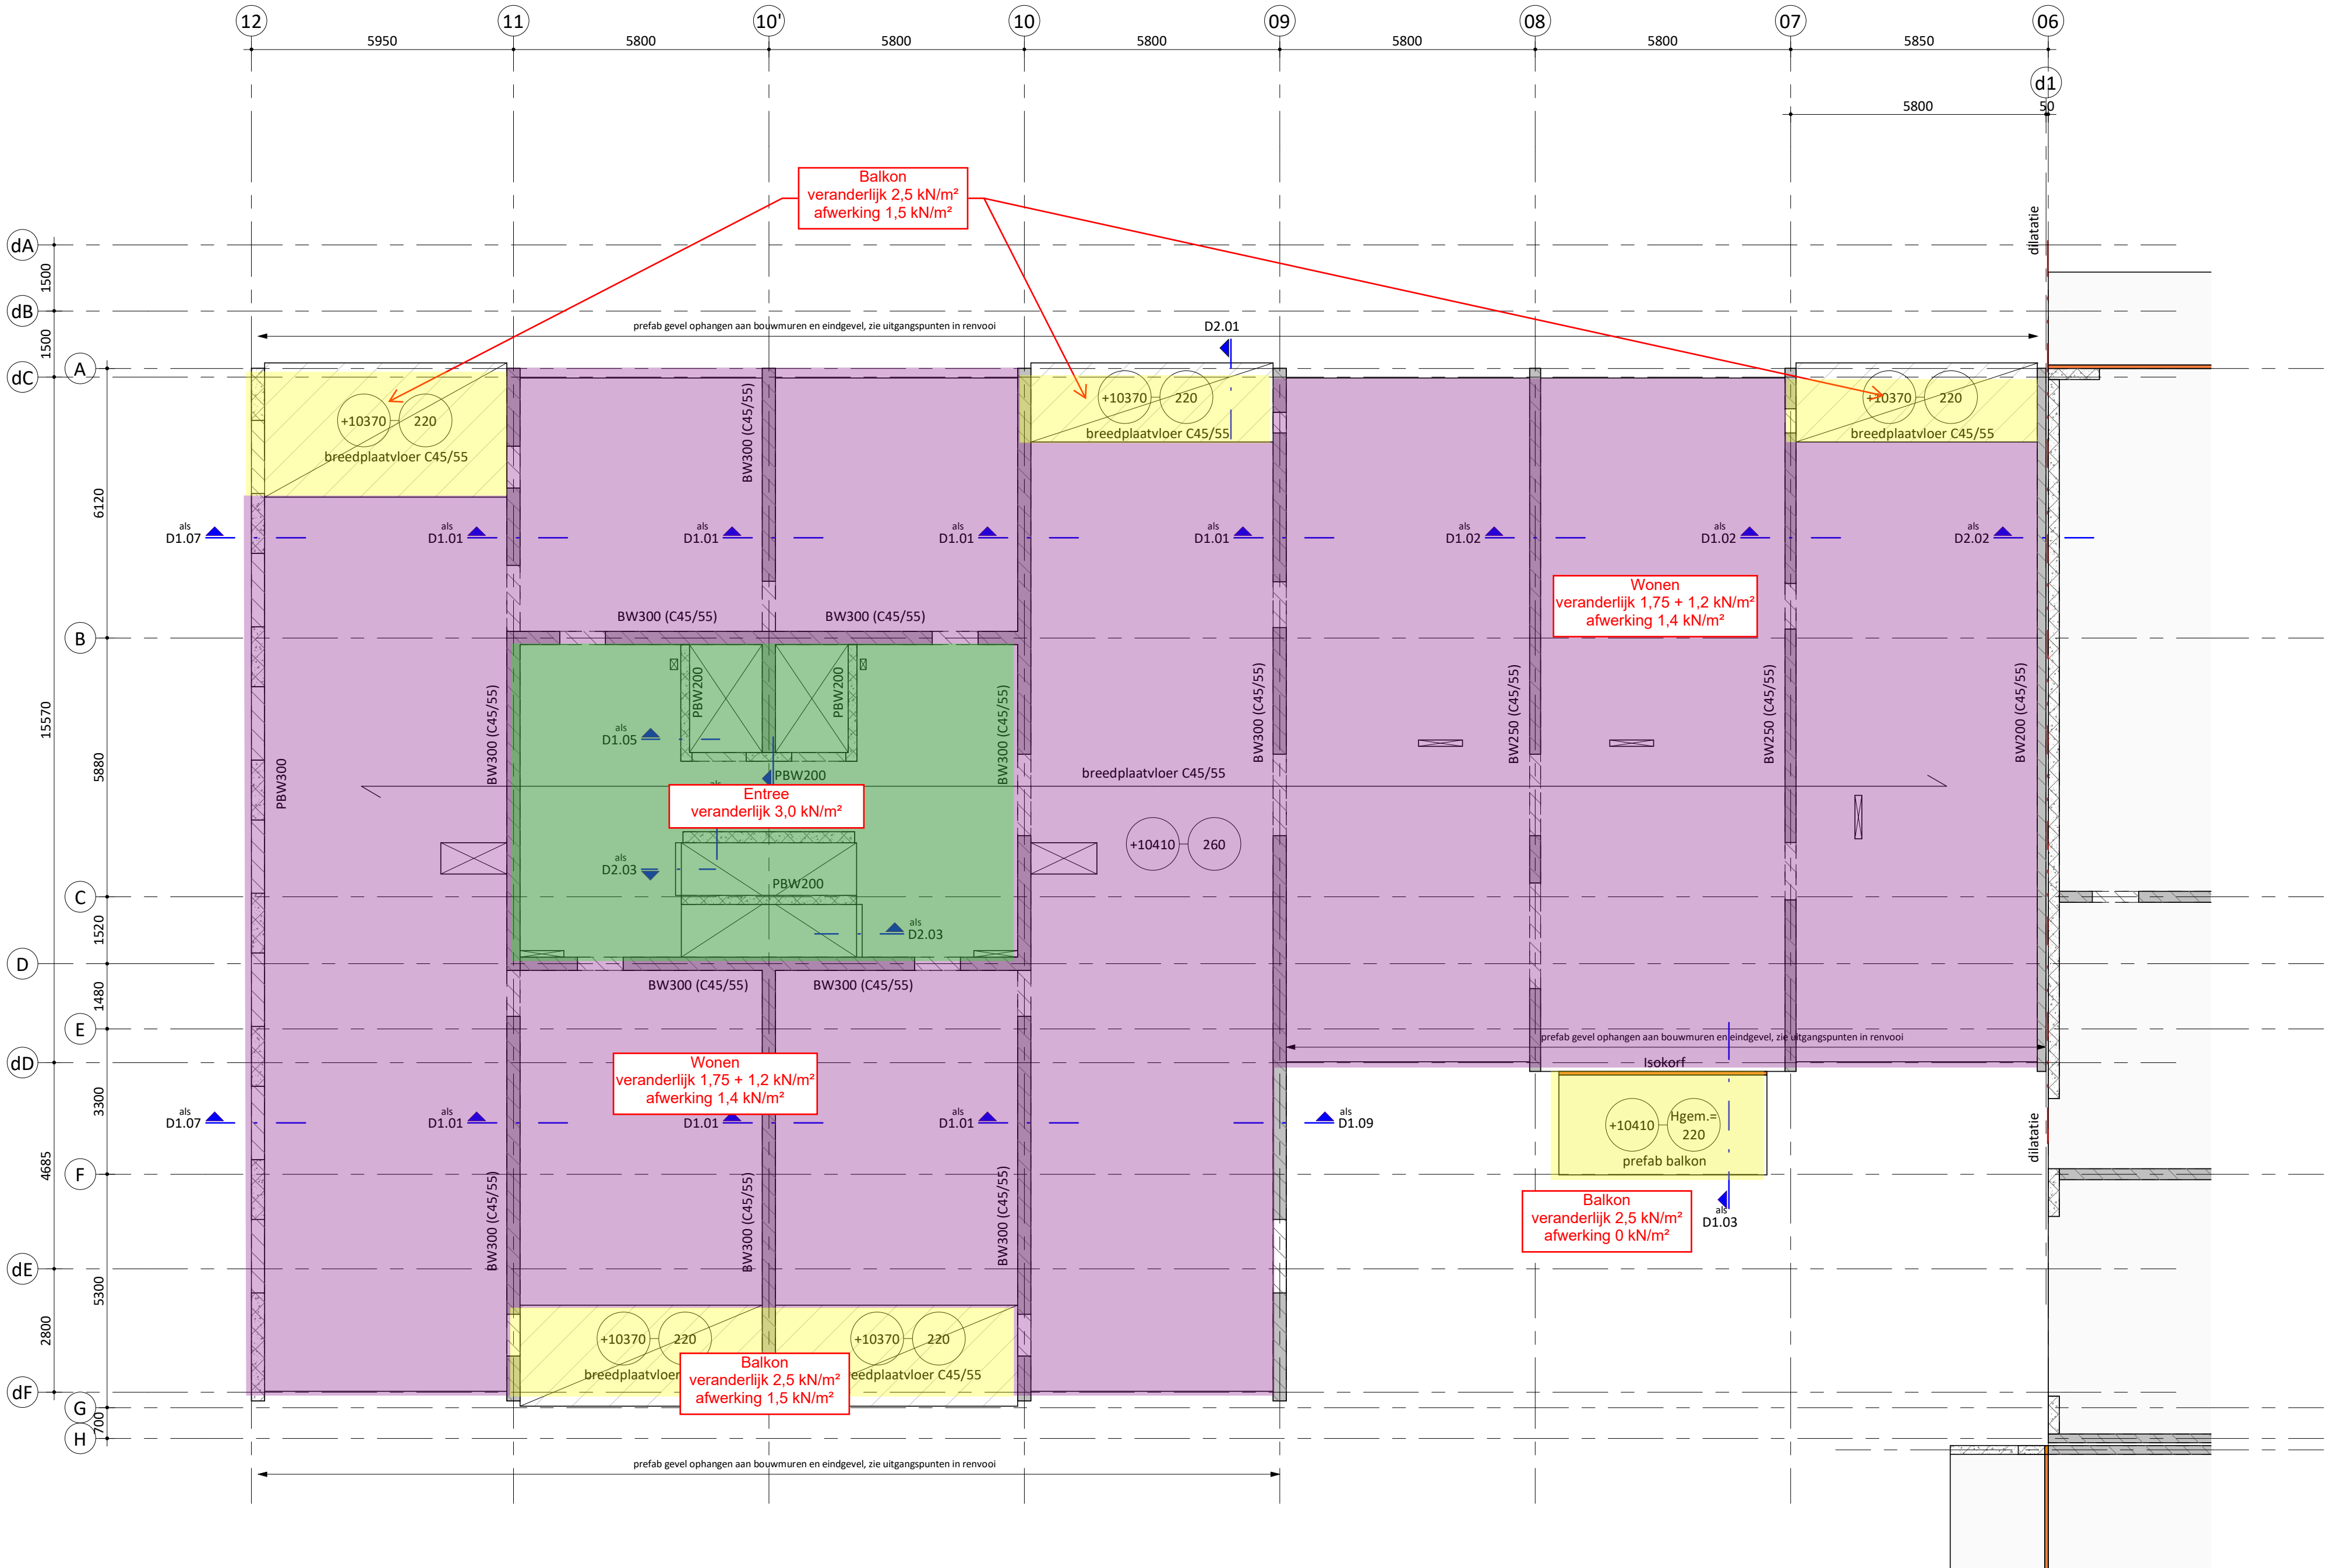 12
11
10'
10
09
08
07
06
5950
5800
5800
5800
5800
5800
5850
d1
5800
50
Balkon
veranderlijk 2,5 kN/m²
afwerking 1,5 kN/m²
dilatatie
dA
1500
dB
1500
prefab gevel ophangen aan bouwmuren en eindgevel, zie uitgangspunten in renvooi
D2.01
A
dC
+10370
220
breedplaatvloer C45/55
BW300 (C45/55)
+10370
220
breedplaatvloer C45/55
+10370
220
breedplaatvloer C45/55
6120
als
D1.07
als
D1.01
als
D1.01
als
D1.01
als
D1.01
als
D1.02
als
D1.02
als
D2.02
Wonen
veranderlijk 1,75 + 1,2 kN/m²
afwerking 1,4 kN/m²
BW300 (C45/55)
BW300 (C45/55)
B
15570
5880
PBW300
BW300 (C45/55)
PBW200
PBW200
BW300 (C45/55)
BW300 (C45/55)
BW250 (C45/55)
BW250 (C45/55)
BW200 (C45/55)
als
D1.05
PBW200
als
breedplaatvloer C45/55
Entree
veranderlijk 3,0 kN/m²
+10410
260
als
D2.03
PBW200
C
1520
als
D2.03
D
BW300 (C45/55)
BW300 (C45/55)
1480
E
prefab gevel ophangen aan bouwmuren en eindgevel, zie uitgangspunten in renvooi
dD
Isokorf
Wonen
veranderlijk 1,75 + 1,2 kN/m²
afwerking 1,4 kN/m²
3300
als
D1.07
als
D1.01
D1.01
als
D1.01
als
D1.09
+10410
Hgem.=
220
prefab balkon
dilatatie
4685
F
BW300 (C45/55)
BW300 (C45/55)
BW300 (C45/55)
Balkon
veranderlijk 2,5 kN/m²
afwerking 0 kN/m²
als
D1.03
dE
5300
2800
+10370
220
+10370
220
breedplaatvloer
eedplaatvloer C45/55
Balkon
veranderlijk 2,5 kN/m²
afwerking 1,5 kN/m²
dF
G
700
H
prefab gevel ophangen aan bouwmuren en eindgevel, zie uitgangspunten in renvooi